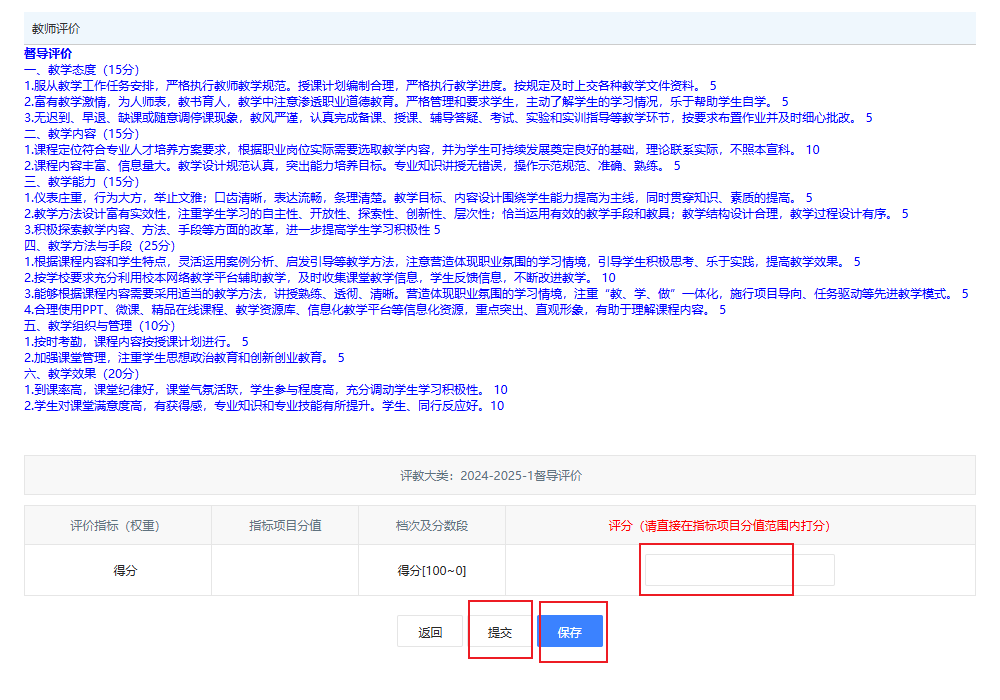 教师评价
督导评价
一、教学态度（15分）
1.服从教学工作任务安排，严格执行教师教学规范。授课计划编制合理，严格执行教学进度。按规定及时上交各种教学文件资料。 5
2.富有教学激情，为人师表，教书育人，教学中注意渗透职业道德教育。严格管理和要求学生，主动了解学生的学习情况，乐于帮助学生自学。 5
3.无迟到、早退、缺课或随意调停课现象，教风严谨，认真完成备课、授课、辅导答疑、考试、实验和实训指导等教学环节，按要求布置作业并及时细心批改。 5
二、教学内容（15分）
1.课程定位符合专业人才培养方案要求，根据职业岗位实际需要选取教学内容，并为学生可持续发展奠定良好的基础，理论联系实际，不照本宣科。 10
2.课程内容丰富、信息量大。教学设计规范认真，突出能力培养目标。专业知识讲授无错误，操作示范规范、准确、熟练。 5
三、教学能力（15分）
1.仪表庄重，行为大方，举止文雅；口齿清晰，表达流畅，条理清楚。教学目标、内容设计围绕学生能力提高为主线，同时贯穿知识、素质的提高。 5
2.教学方法设计富有实效性，注重学生学习的自主性、开放性、探索性、创新性、层次性；恰当运用有效的教学手段和教具；教学结构设计合理，教学过程设计有序。 5
3.积极探索教学内容、方法、手段等方面的改革，进一步提高学生学习积极性 5
四、教学方法与手段（25分）
1.根据课程内容和学生特点，灵活运用案例分析、启发引导等教学方法，注意营造体现职业氛围的学习情境，引导学生积极思考、乐于实践，提高教学效果。 5
2.按学校要求充分利用校本网络教学平台辅助教学，及时收集课堂教学信息，学生反馈信息，不断改进教学。 10
3.能够根据课程内容需要采用适当的教学方法，讲授熟练、透彻、清晰。营造体现职业氛围的学习情境，注重“教、学、做”一体化，施行项目导向、任务驱动等先进教学模式。 5
4.合理使用PPT、微课、精品在线课程、教学资源库、信息化教学平台等信息化资源，重点突出、直观形象，有助于理解课程内容。 5
五、教学组织与管理（10分）
1.按时考勤，课程内容按授课计划进行。 5
2.加强课堂管理，注重学生思想政治教育和创新创业教育。 5
六、教学效果（20分）
1.到课率高，课堂纪律好，课堂气氛活跃，学生参与程度高，充分调动学生学习积极性。 10
2.学生对课堂满意度高，有获得感，专业知识和专业技能有所提升。学生、同行反应好。10
评教大类：2024-2025-1督导评价
评价指标（权重） 指标项目分值 档次及分数段 评分（请直接在指标项目分值范围内打分）
得分 得分[100~0]
返回 提交 保存